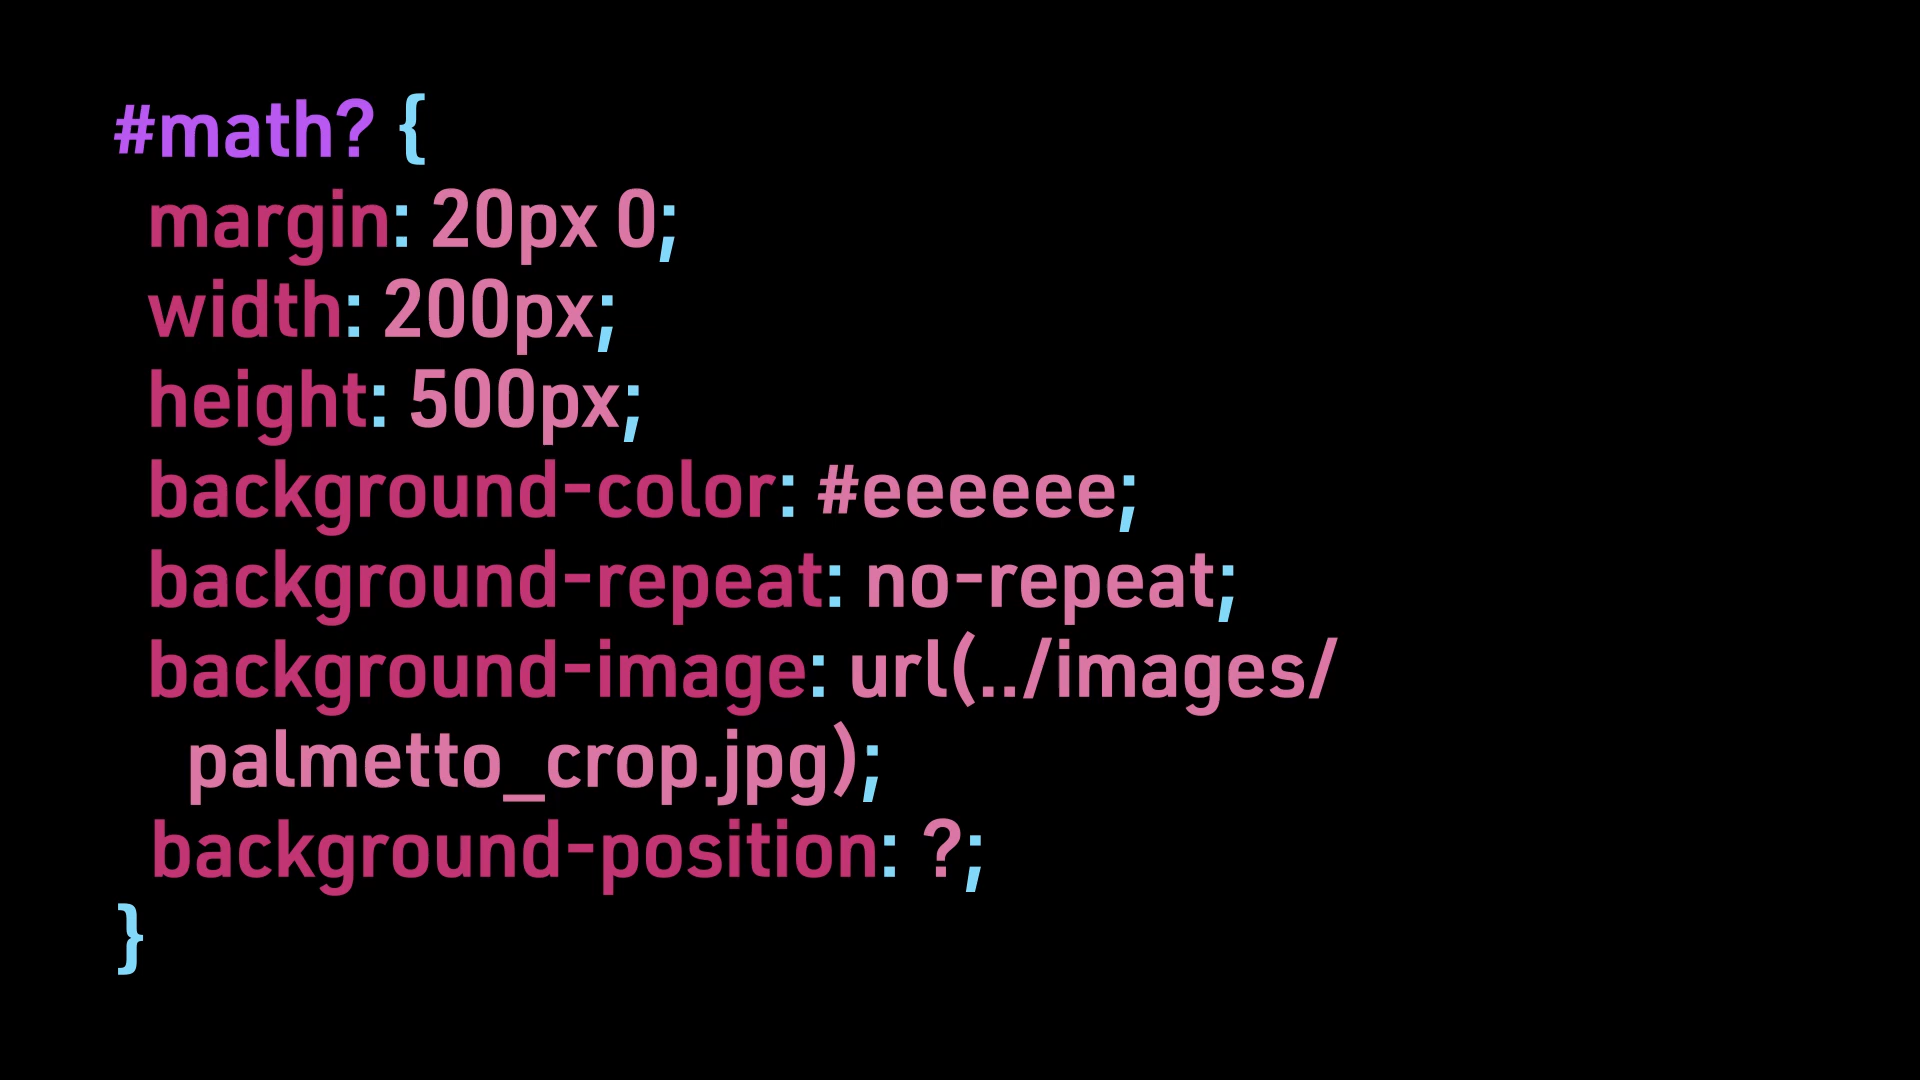 #math? {
margin: 20px 0;
width: 200px;
height: 500px;
background-color: #eeeeee;
background-repeat: no-repeat;
background-image: url(../images/
palmetto_crop.jpg);
background-position: ?;
}